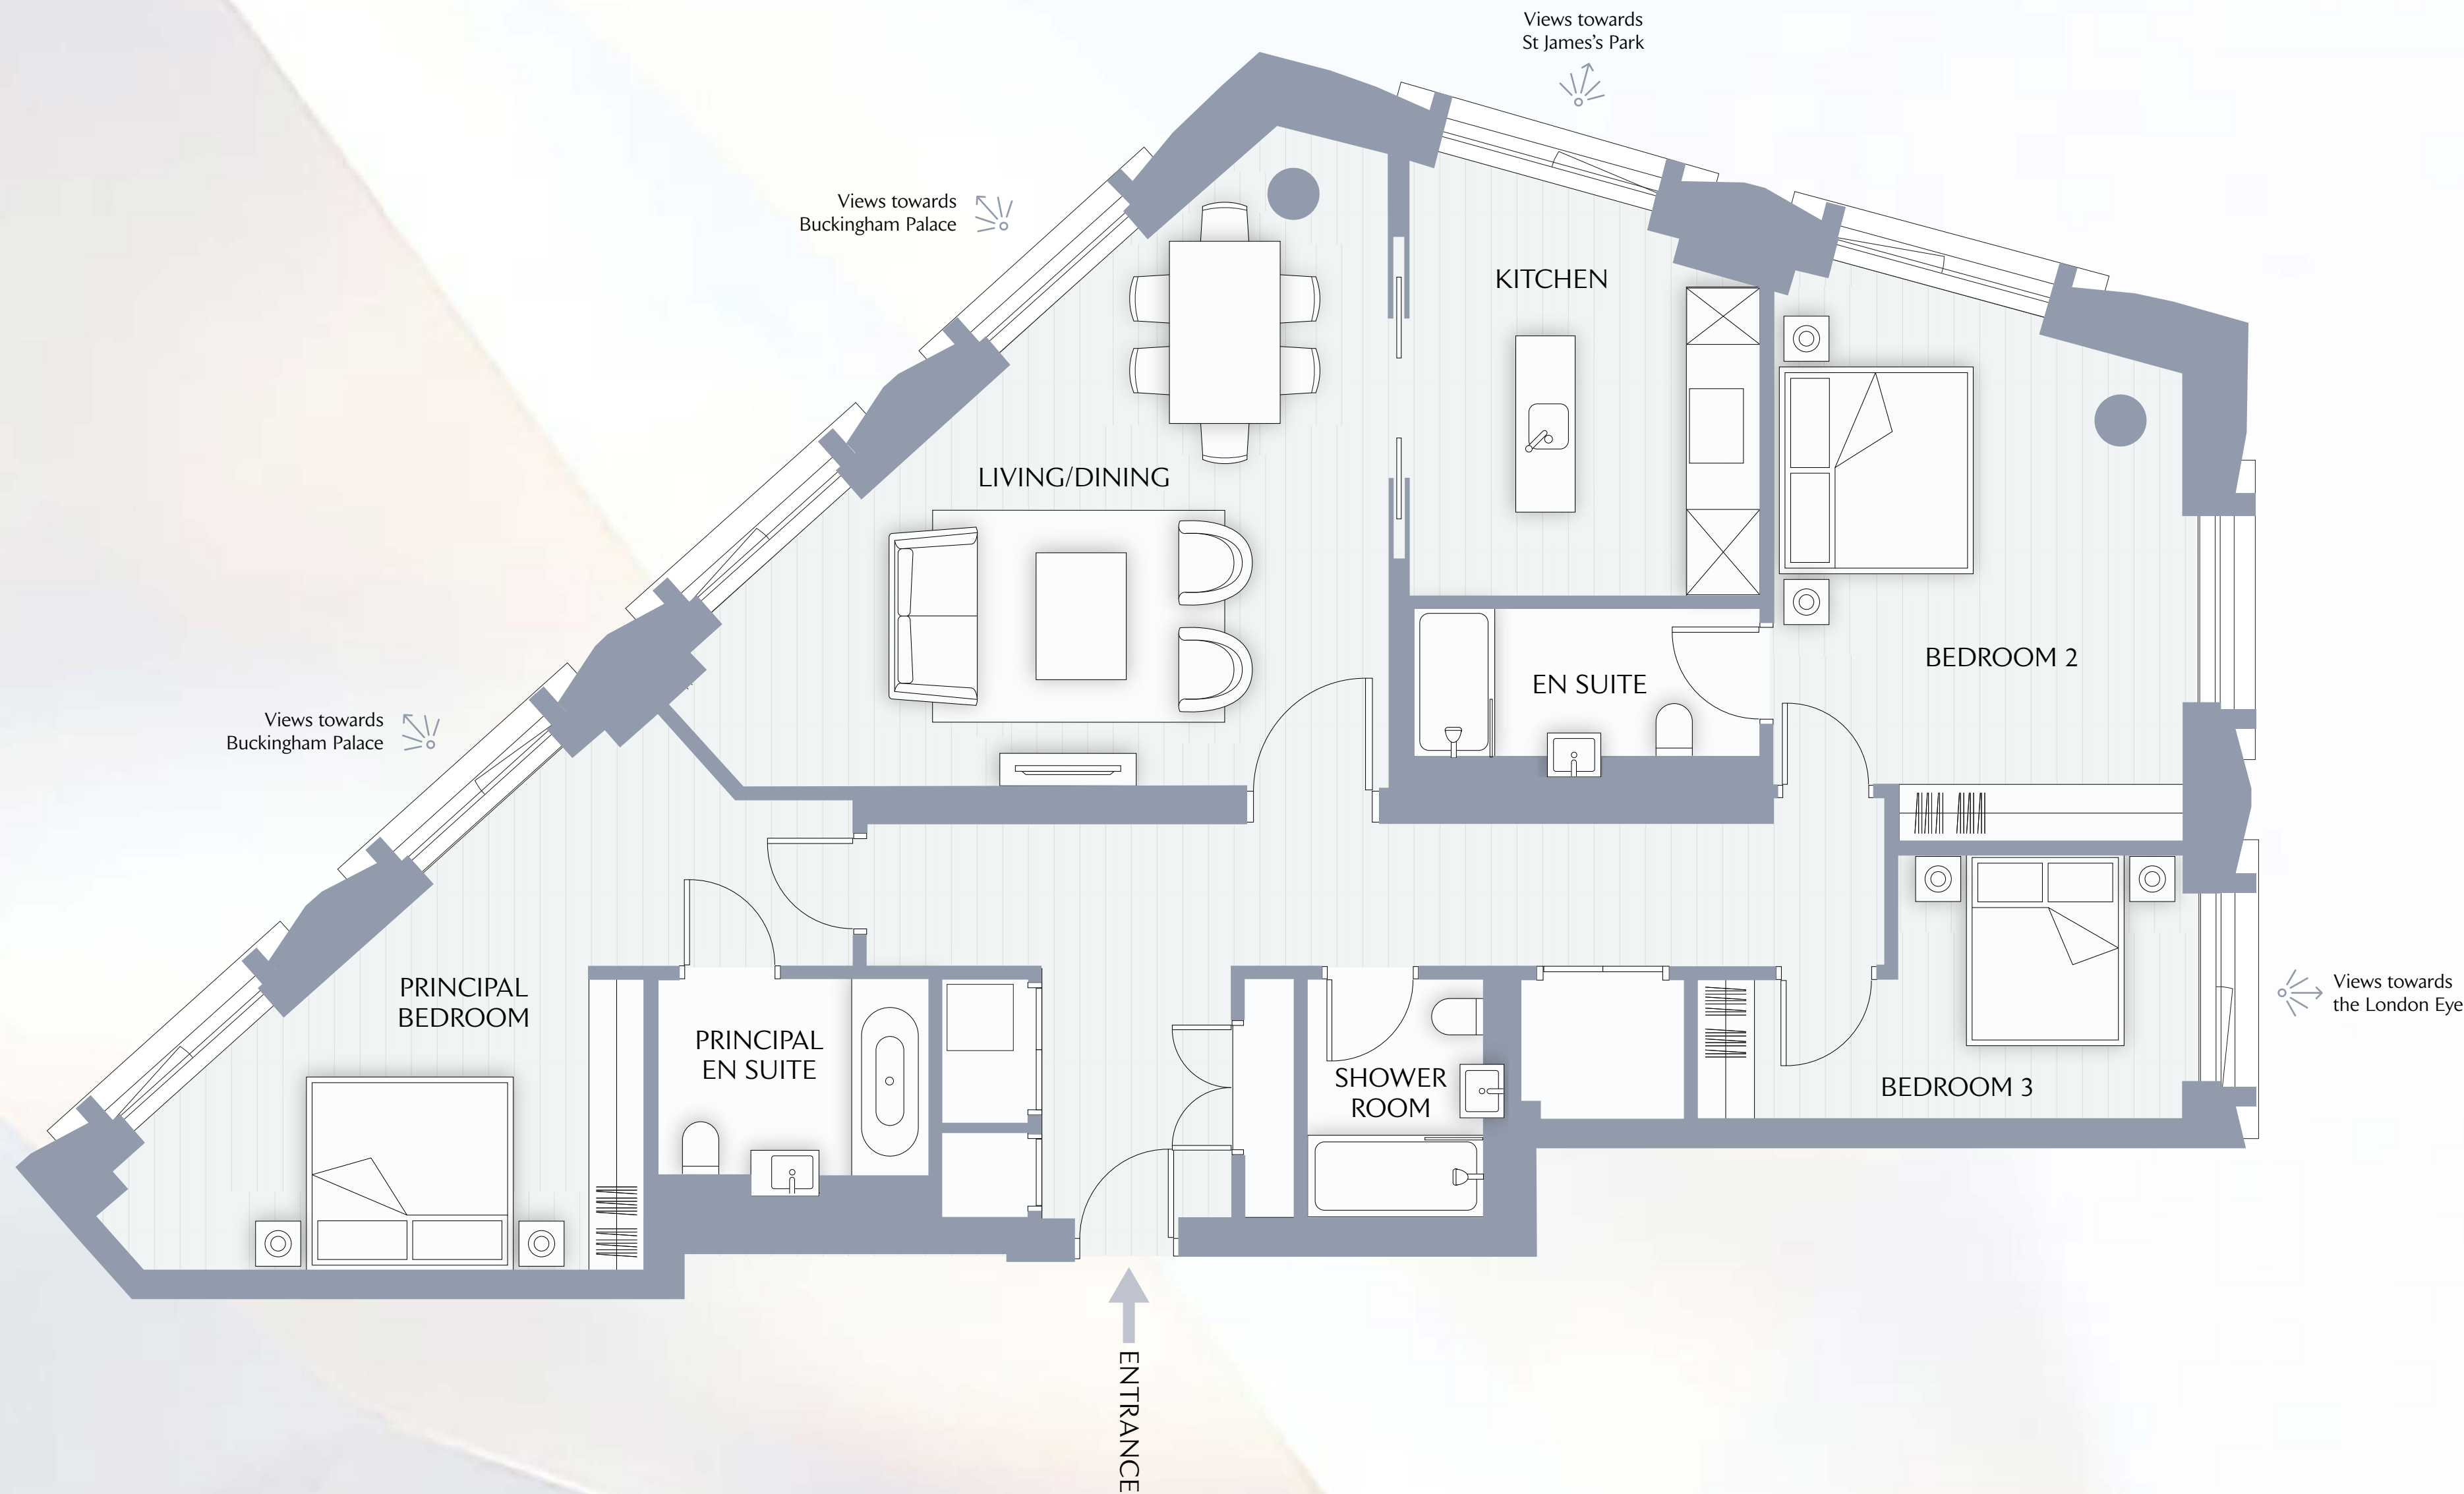 Views towards
St James’s Park
Views towards
Buckingham Palace
KITCHEN
LIVING/DINING
BEDROOM 2
EN SUITE
Views towards
Buckingham Palace
PRINCIPAL
BEDROOM
PRINCIPAL
EN SUITE
SHOWER
ROOM
BEDROOM 3
Views towards
the London Eye
ENTRANCE